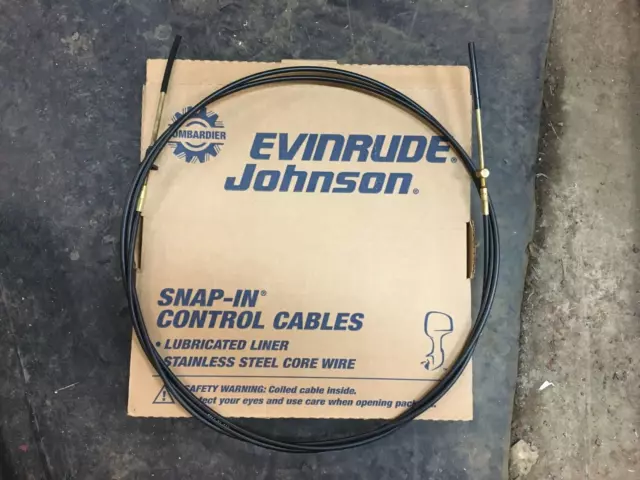 BOMBARDIER
EVINRUDE®
Johnson®
SNAP-IN®
CONTROL CABLES
• LUBRICATED LINER
• STAINLESS STEEL CORE WIRE
SAFETY WARNING: Coiled cable inside.
Protect your eyes and use care when opening